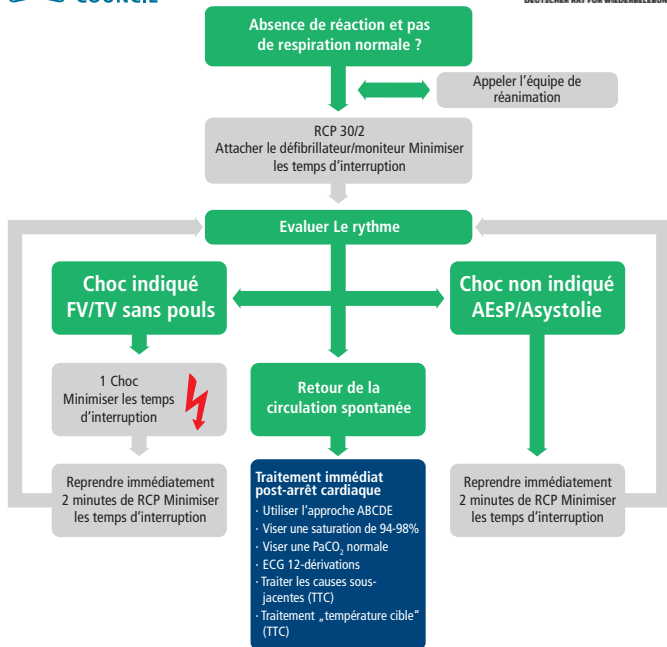 COUNCIL
DEUTSCHER RAT FÜR WIEDERBELEBUNG
Absence de réaction et pas
de respiration normale ?
Appeler l'équipe de
réanimation
RCP 30/2
Attacher le défibrillateur/moniteur Minimiser
les temps d'interruption
Evaluer Le rythme
Choc indiqué
FV/TV sans pouls
Choc non indiqué
AEsP/Asystolie
1 Choc
Minimiser les temps
d'interruption
Retour de la
circulation spontanée
Reprendre immédiatement
2 minutes de RCP Minimiser
les temps d'interruption
Traitement immédiat
post-arrêt cardiaque
· Utiliser l'approche ABCDE
· Viser une saturation de 94-98%
· Viser une PaCO₂ normale
· ECG 12-dérivations
· Traiter les causes sous-
jacentes (TTC)
· Traitement „température cible"
(TTC)
Reprendre immédiatement
2 minutes de RCP Minimiser
les temps d'interruption